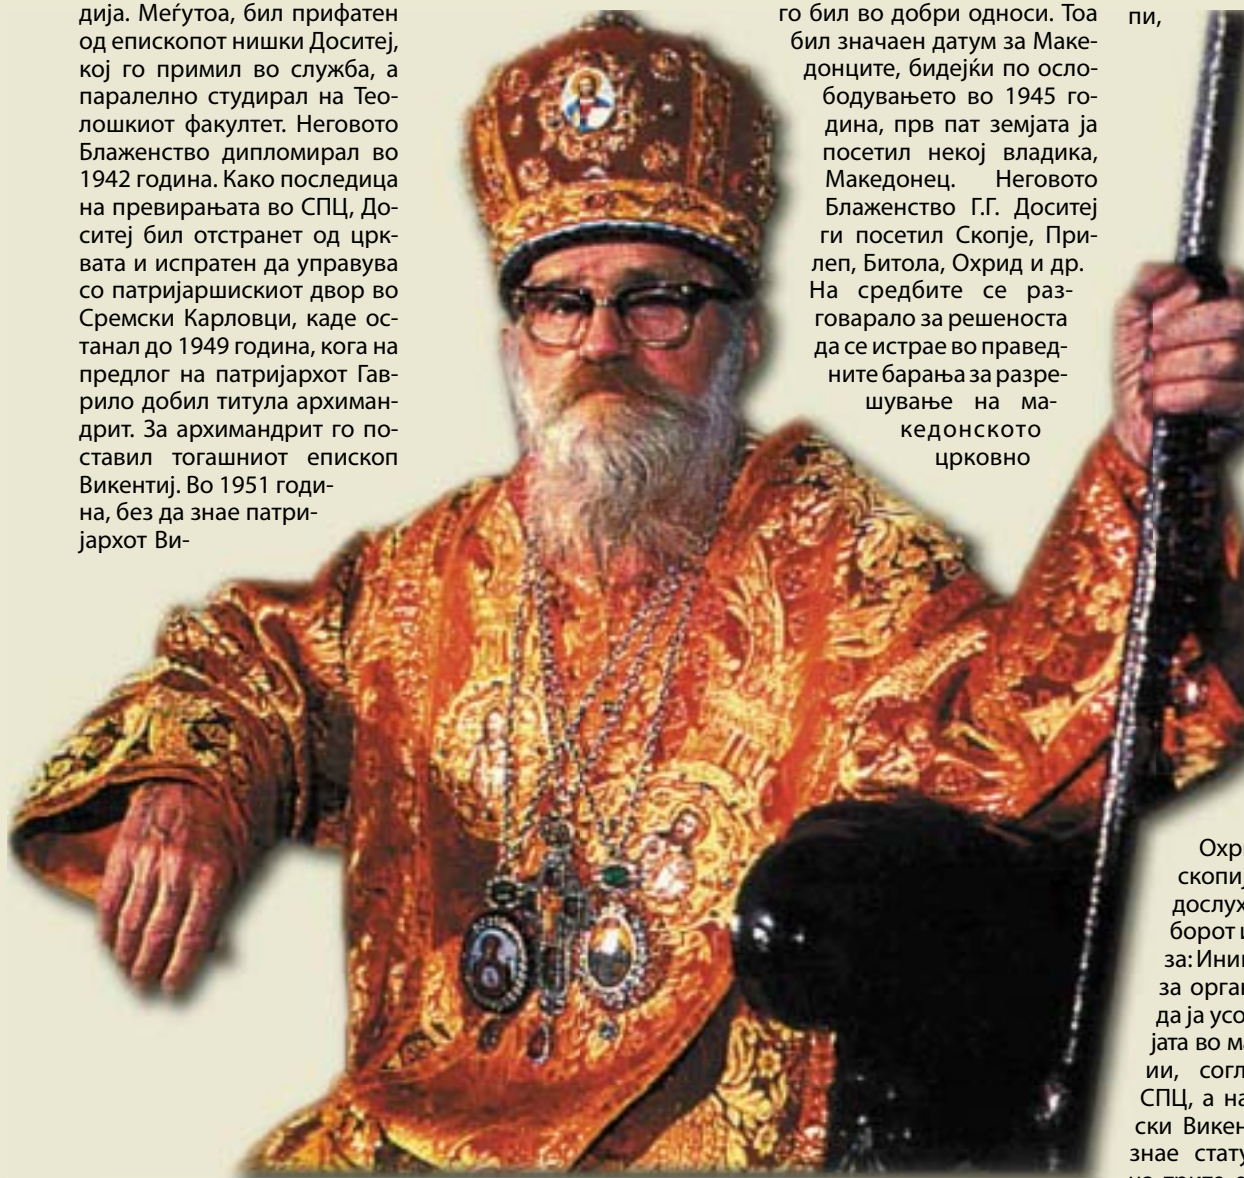 дија. Меѓутоа, бил прифатен
од епископот нишки Доситеј,
кој го примил во служба, а
паралелно студирал на Тео-
лошкиот факултет. Неговото
Блаженство дипломирал во
1942 година. Како последица
на превирањата во СПЦ, До-
ситеј бил отстранет од црк-
вата и испратен да управува
со патријаршискиот двор во
Сремски Карловци, каде ос-
танал до 1949 година, кога на
предлог на патријархот Гав-
рило добил титула архиман-
дрит. За архимандрит го по-
ставил тогашниот епископ
Викентиј. Во 1951 годи-
на, без да знае патри-
јархот Ви-
го бил во добри односи. Тоа
бил значаен датум за Маке-
донците, бидејќи по осло-
бодувањето во 1945 го-
дина, прв пат земјата ја
посетил некој владика,
Македонец. Неговото
Блаженство Г.Г. Доситеј
ги посетил Скопје, При-
леп, Битола, Охрид и др.
На средбите се раз-
говарало за решеноста
да се истрае во правед-
ните барања за разре-
шување на ма-
кедонското
црковно
пи,
Охр
скопиј
дослух
борот и
за: Ини
за орга
да ја усо
јата во ма
ии, согл
СПЦ, а на
ски Викен
знае стату